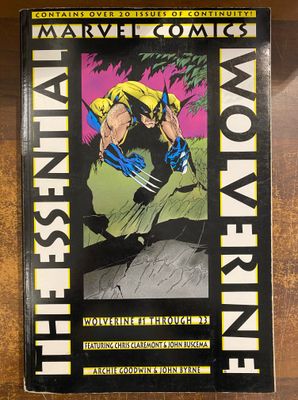 CONTAINS OVER 20 ISSUES OF CONTINUITY!
MARVEL COMICS
THE ESSENTIAL
WOLVERINE
WOLVERINE #1 THROUGH 23
FEATURING CHRIS CLAREMONT & JOHN BUSCEMA
ARCHIE GOODWIN & JOHN BYRNE